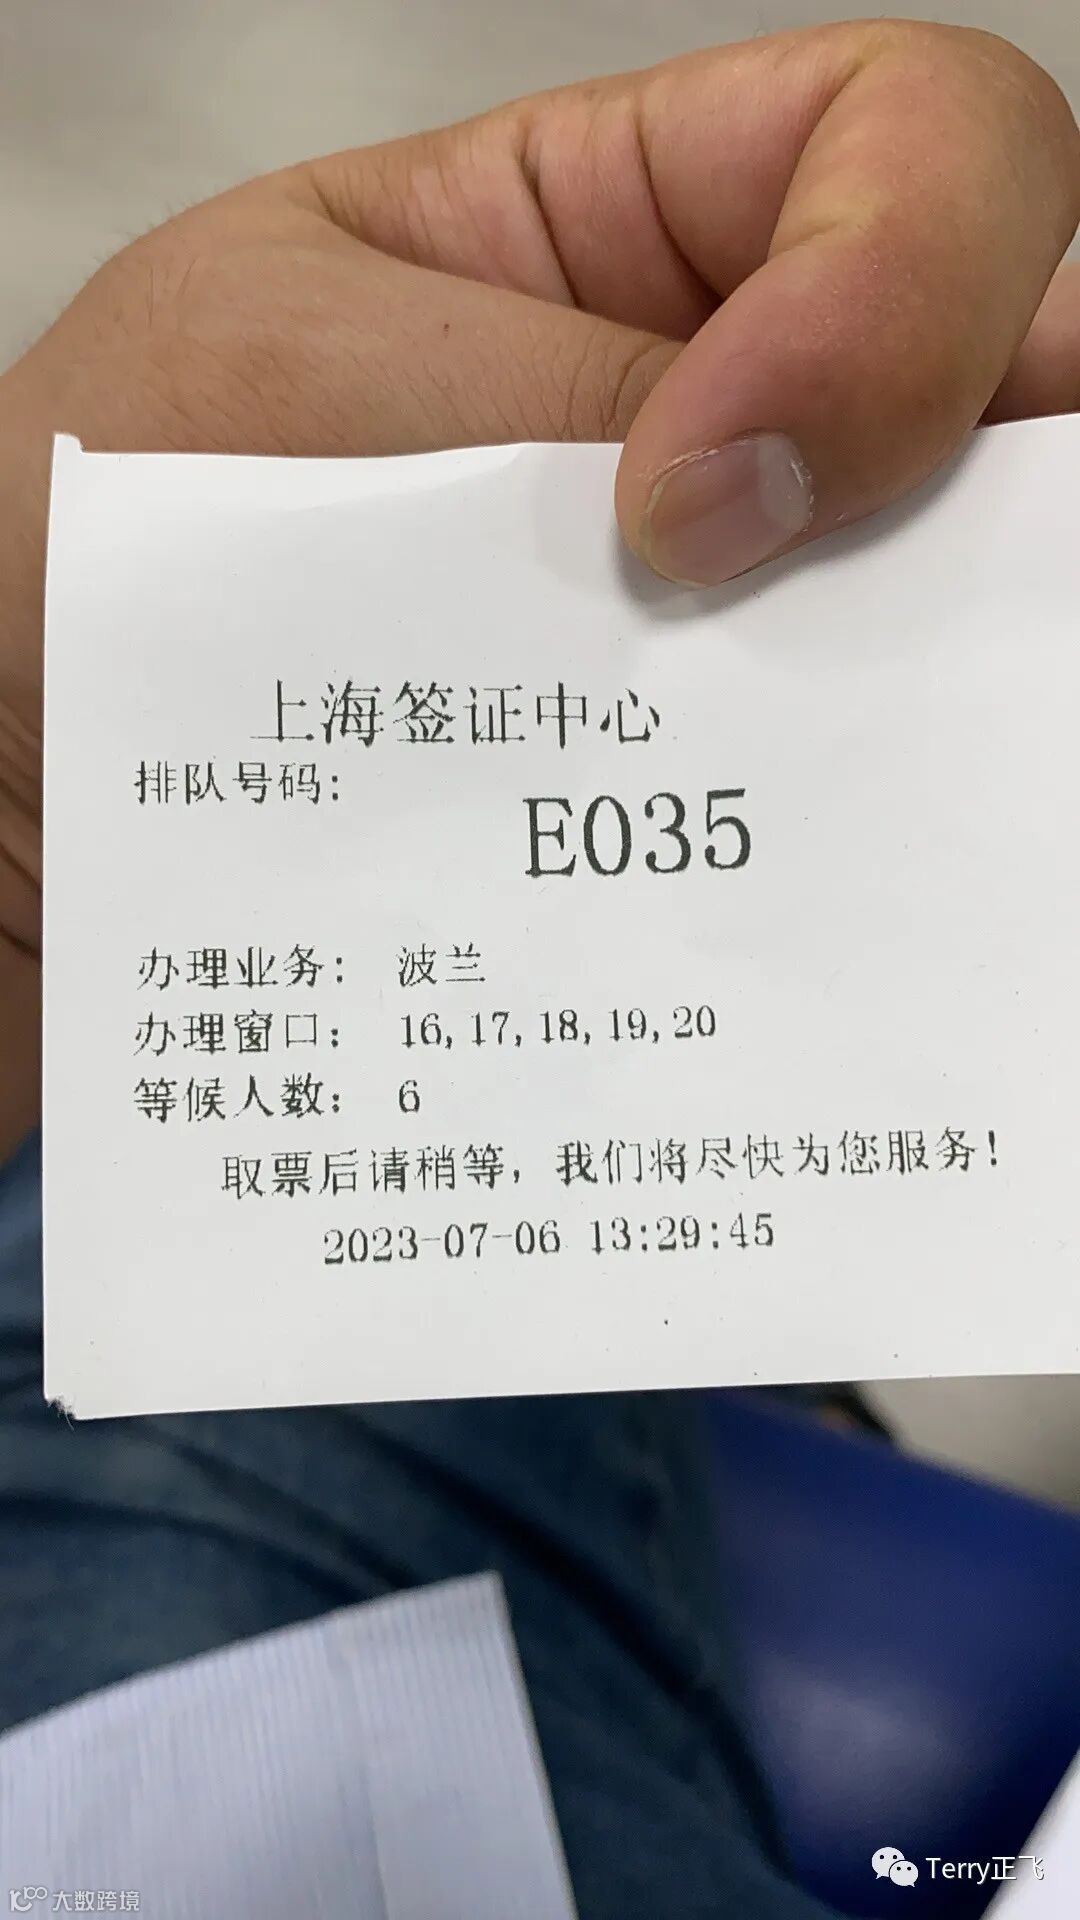 上海签证中心
排队号码:
E035
办理业务: 波兰
办理窗口: 16,17,18,19,20
等候人数: 6
取票后请稍等, 我们将尽快为您服务!
2023-07-06 13:29:45
Terry正飞
大数跨境